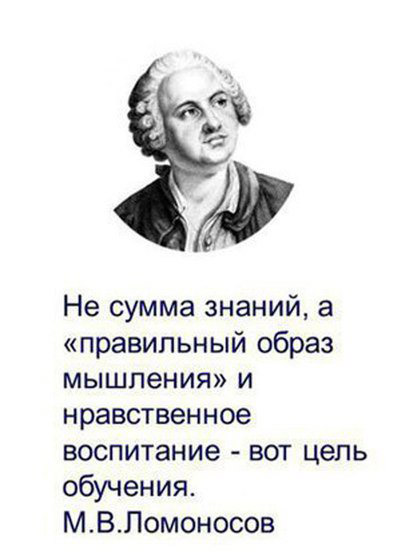 Не сумма знаний, а
«правильный образ
мышления» и
нравственное
воспитание - вот цель
обучения.
М.В.Ломоносов